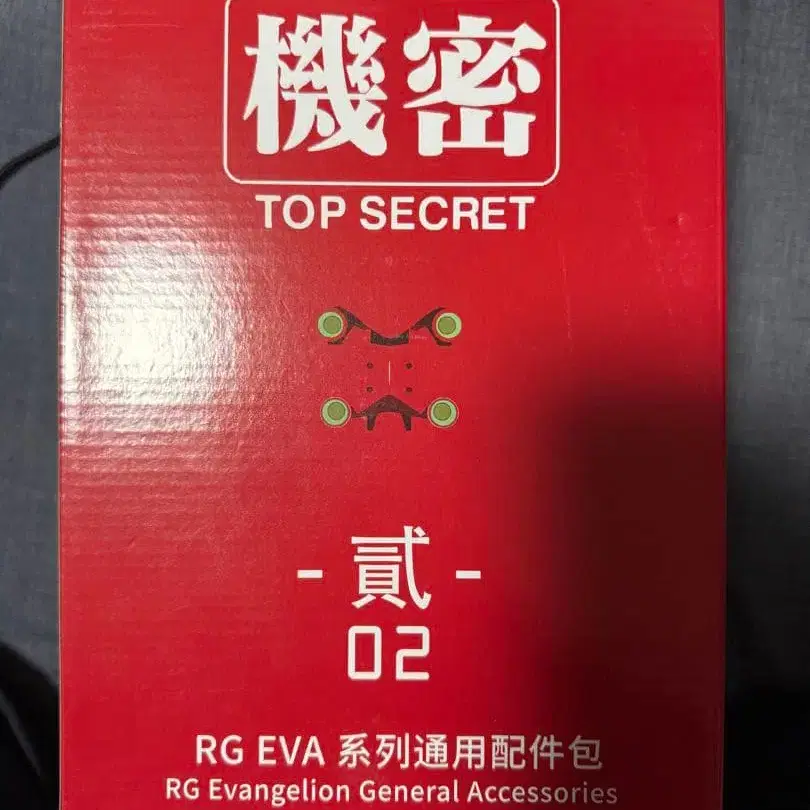 機密
TOP SECRET
- 貳 -
02
RG EVA 系列通用配件包
RG Evangelion General Accessories